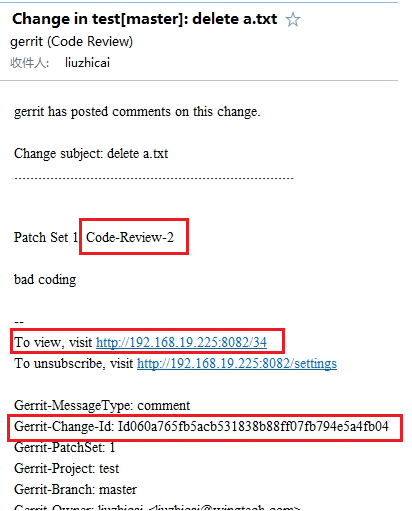 Change in test[master]: delete a.txt ☆
gerrit (Code Review)
收件人: liuzhicai
gerrit has posted comments on this change.
Change subject: delete a.txt
......................................................................
Patch Set 1: Code-Review-2
bad coding
--
To view, visit http://192.168.19.225:8082/34
To unsubscribe, visit http://192.168.19.225:8082/settings
Gerrit-MessageType: comment
Gerrit-Change-Id: Id060a765fb5acb531838b88ff07fb794e5a4fb04
Gerrit-PatchSet: 1
Gerrit-Project: test
Gerrit-Branch: master
Gerrit-Owner: liuzhicai <liuzhicai@wingtech.com>